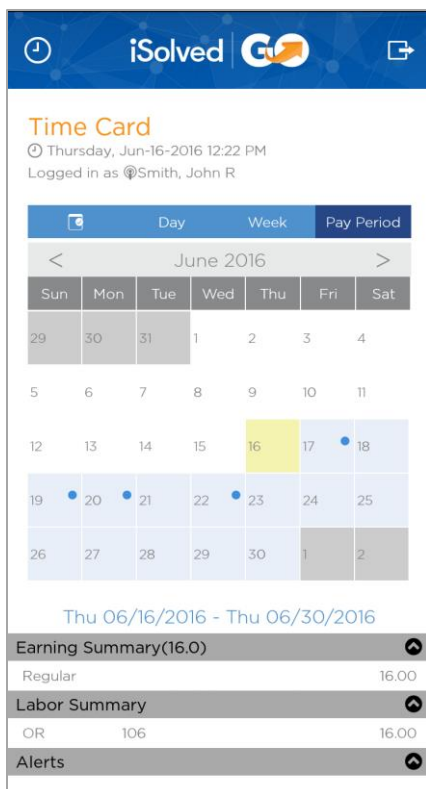 iSolved GO
Time Card
Thursday, Jun-16-2016 12:22 PM
Logged in as Smith, John R
Day Week Pay Period
< June 2016 >
Sun Mon Tue Wed Thu Fri Sat
29 30 31 1 2 3 4
5 6 7 8 9 10 11
12 13 14 15 16 17 18
19 20 21 22 23 24 25
26 27 28 29 30 1 2
Thu 06/16/2016 - Thu 06/30/2016
Earning Summary(16.0)
Regular 16.00
Labor Summary
OR 106 16.00
Alerts